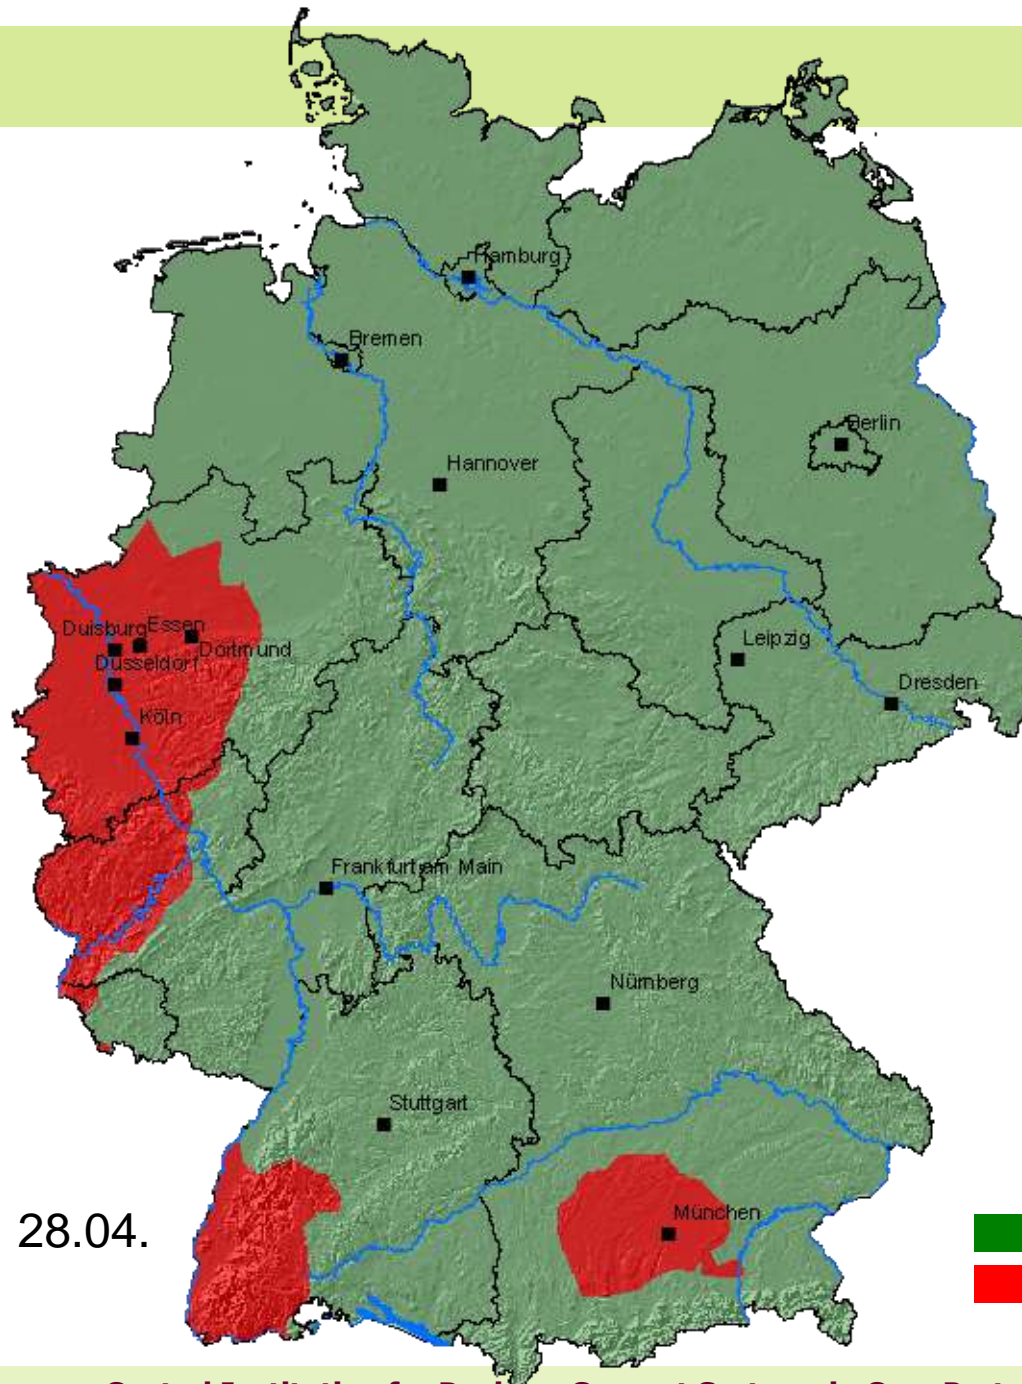 Hamburg
Bremen
Berlin
Hannover
Duisburg
Essen
Dortmund
Düsseldorf
Leipzig
Dresden
Köln
Frankfurt am Main
Nürnberg
Stuttgart
München
28.04.